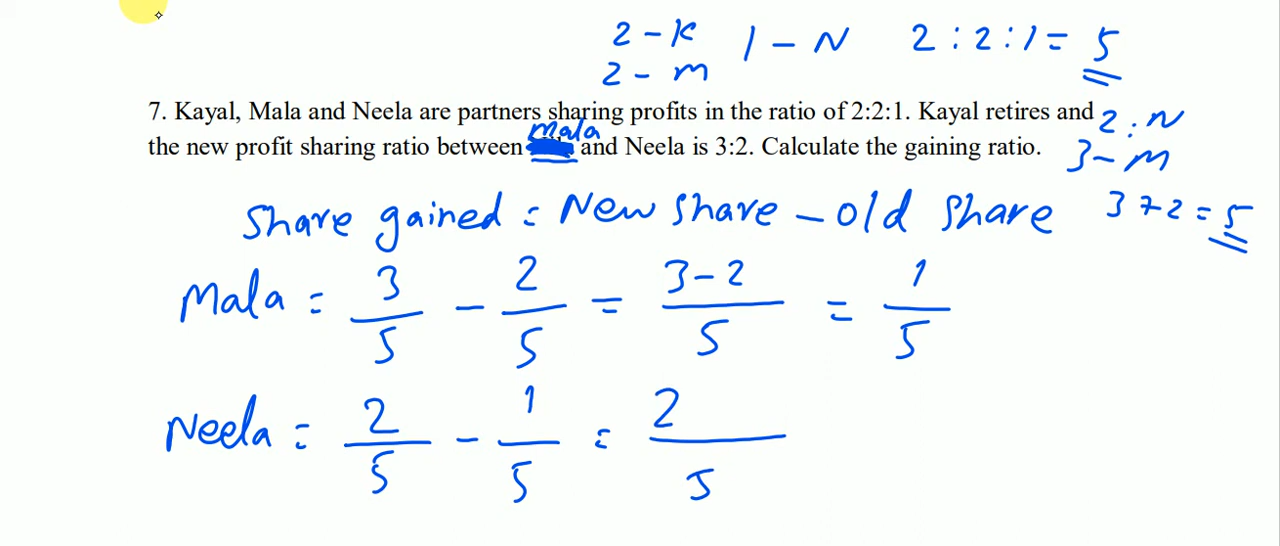 2 - K 1 - N 2 : 2 : 1 = 5
2 - m
7. Kayal, Mala and Neela are partners sharing profits in the ratio of 2:2:1. Kayal retires and
2 : N
mala
the new profit sharing ratio between and Neela is 3:2. Calculate the gaining ratio.
3 - m
Share gained = New share - old share
3 + 2 = 5
Mala = 3/5 - 2/5 = 3-2/5 = 1/5
Neela = 2/5 - 1/5 = 2/5